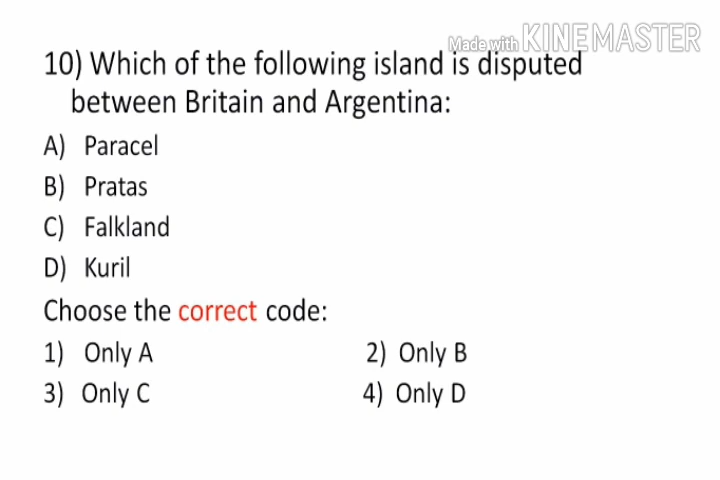 Made with KINEMASTER
10) Which of the following island is disputed
between Britain and Argentina:
A) Paracel
B) Pratas
C) Falkland
D) Kuril
Choose the correct code:
1) Only A 2) Only B
3) Only C 4) Only D